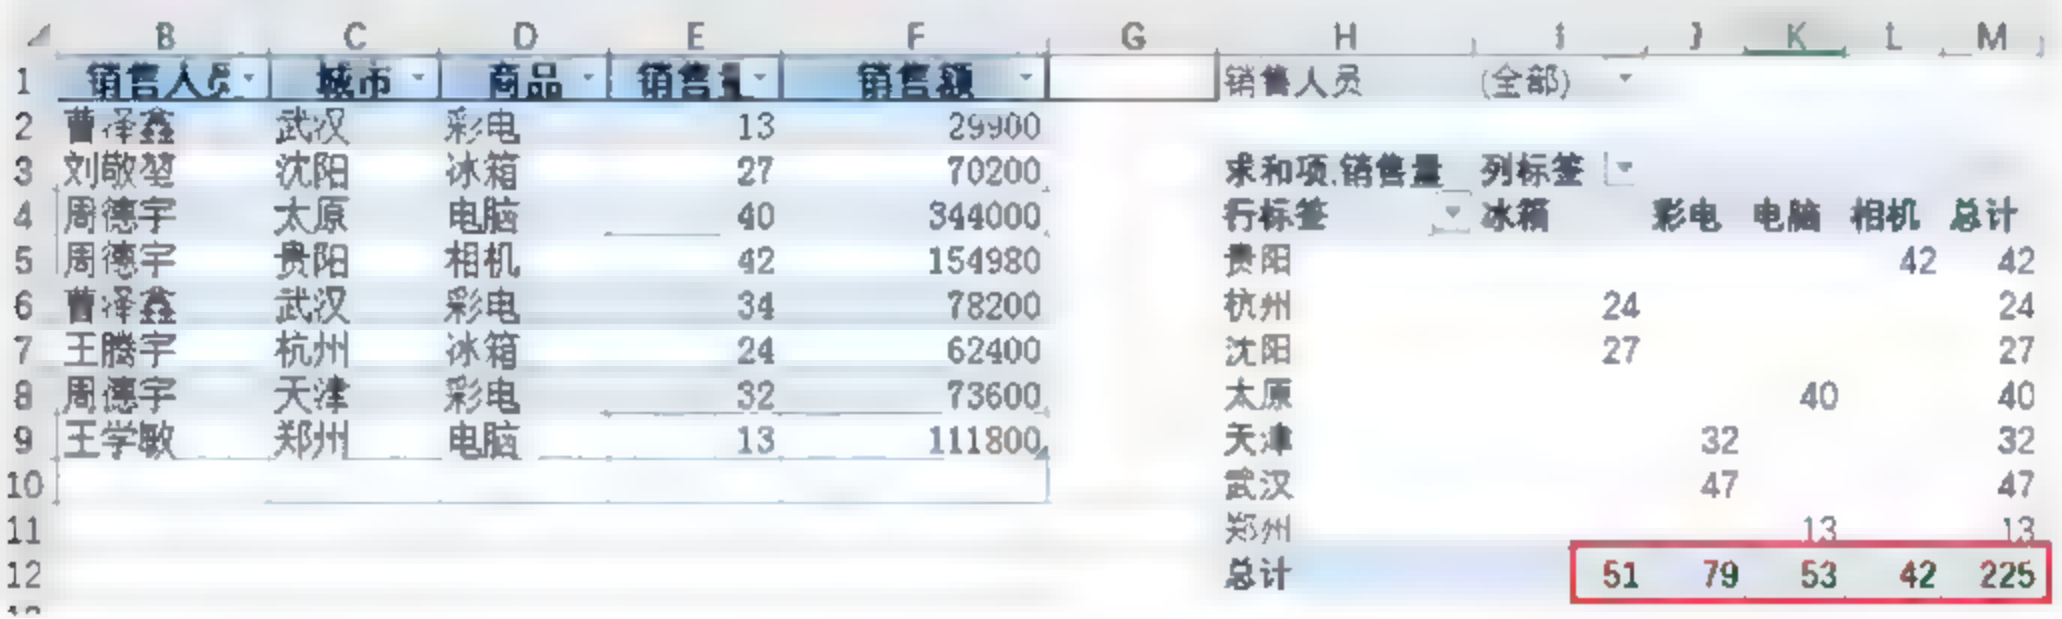 B C D E F G H I J K L M
1 销售人员 城市 商品 销售量 销售额 销售人员 (全部)
2 曹泽鑫 武汉 彩电 13 29900
3 刘敬堃 沈阳 冰箱 27 70200 求和项:销售量 列标签
4 周德宇 太原 电脑 40 344000 行标签 冰箱 彩电 电脑 相机 总计
5 周德宇 贵阳 相机 42 154980 贵阳 42 42
6 曹泽鑫 武汉 彩电 34 78200 杭州 24 24
7 王腾宇 杭州 冰箱 24 62400 沈阳 27 27
8 周德宇 天津 彩电 32 73600 太原 40 40
9 王学敏 郑州 电脑 13 111800 天津 32 32
10 武汉 47 47
11 郑州 13 13
12 总计 51 79 53 42 225